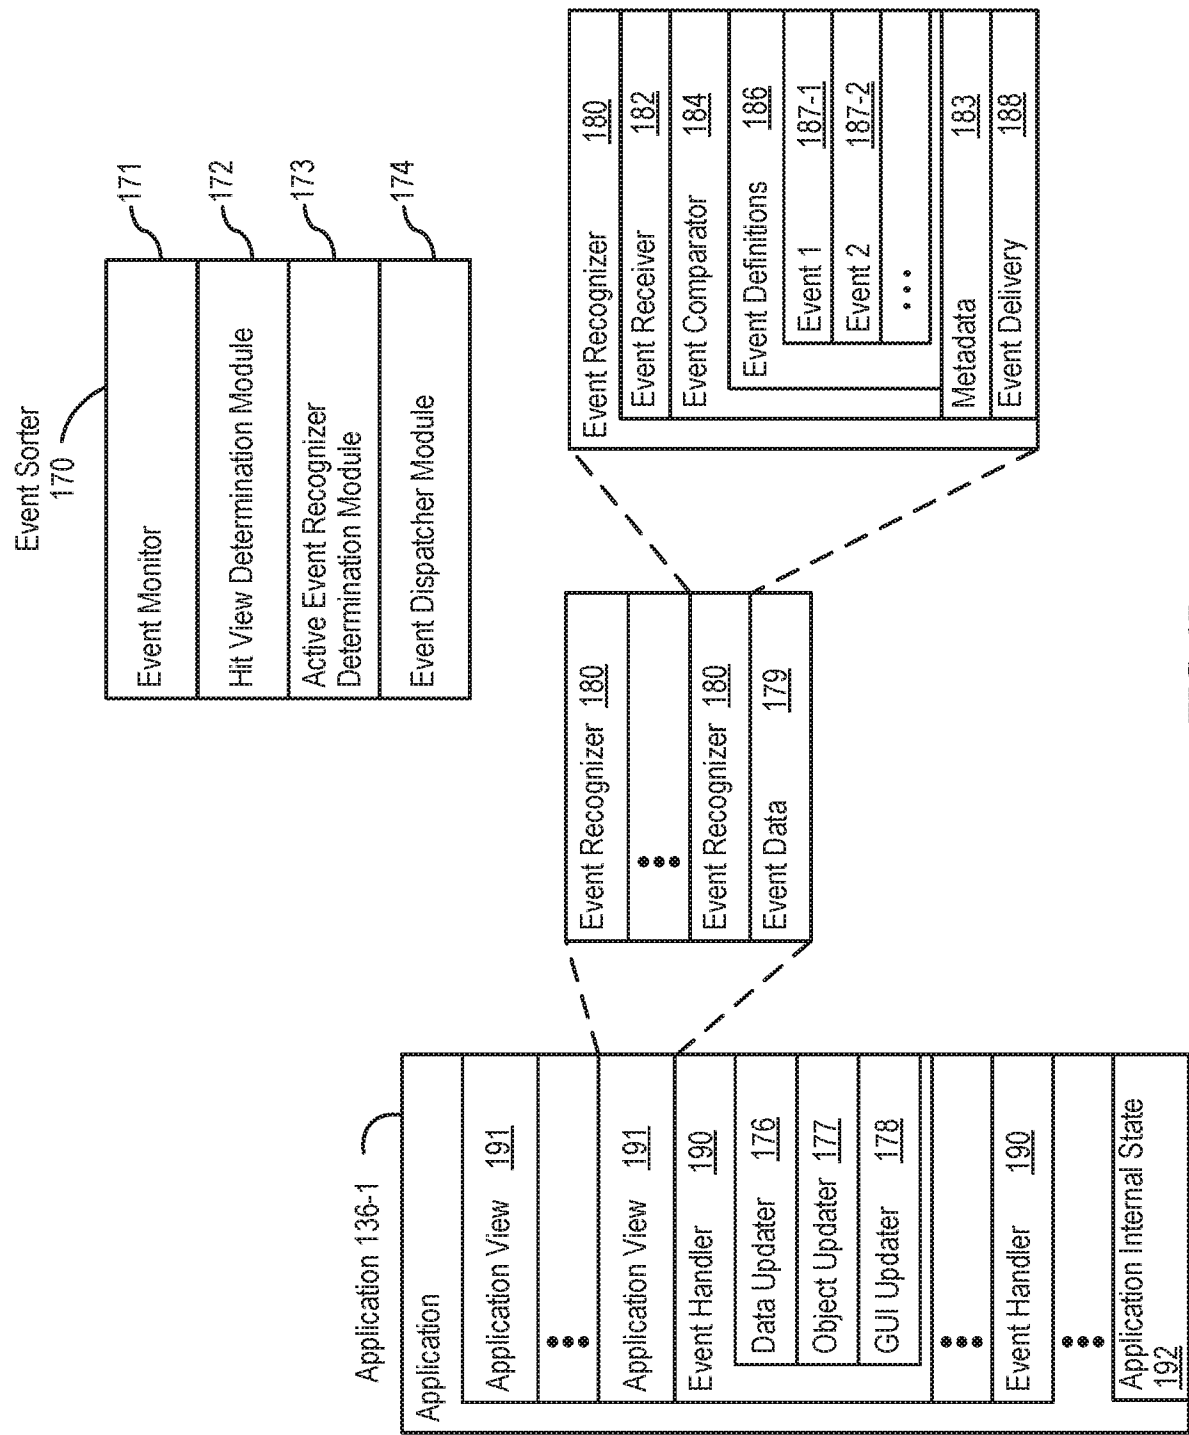 Event Sorter
170
Event Monitor
171
Hit View Determination Module
172
Active Event Recognizer
Determination Module
173
Event Dispatcher Module
174
Application 136-1
Application
Application View 191
Application View 191
Event Handler 190
Data Updater 176
Object Updater 177
GUI Updater 178
Event Handler 190
Application Internal State
192
Event Recognizer 180
Event Recognizer 180
Event Data 179
Event Recognizer 180
Event Receiver 182
Event Comparator 184
Event Definitions 186
Event 1 187-1
Event 2 187-2
Metadata 183
Event Delivery 188